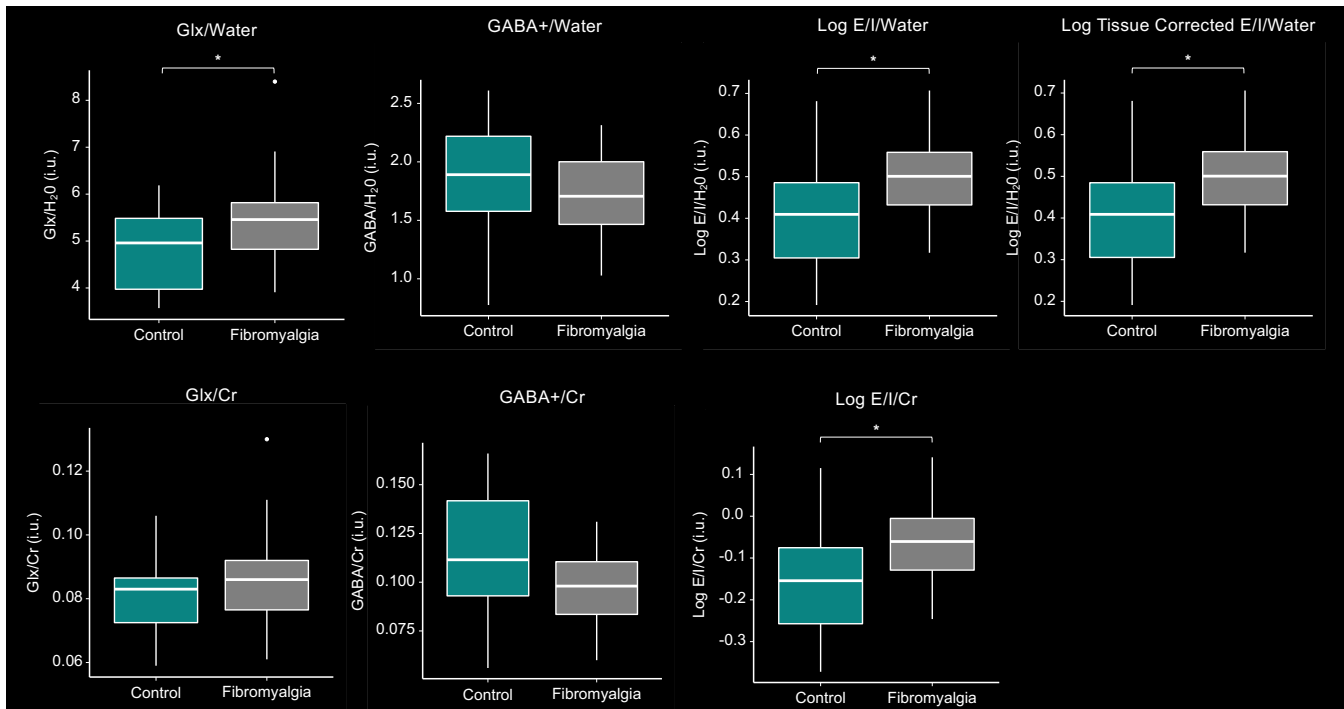 Glx/Water
*
Glx/H₂0 (i.u.)
8
7
6
5
4
Control
Fibromyalgia
GABA+/Water
GABA/H₂0 (i.u.)
2.5
2.0
1.5
1.0
Control
Fibromyalgia
Log E/I/Water
*
Log E/I/H₂0 (i.u.)
0.7
0.6
0.5
0.4
0.3
0.2
Control
Fibromyalgia
Log Tissue Corrected E/I/Water
*
Log E/I/H₂0 (i.u.)
0.7
0.6
0.5
0.4
0.3
0.2
Control
Fibromyalgia
Glx/Cr
Glx/Cr (i.u.)
0.12
0.10
0.08
0.06
Control
Fibromyalgia
GABA+/Cr
GABA/Cr (i.u.)
0.150
0.125
0.100
0.075
Control
Fibromyalgia
Log E/I/Cr
*
Log E/I/Cr (i.u.)
0.1
0.0
-0.1
-0.2
-0.3
Control
Fibromyalgia